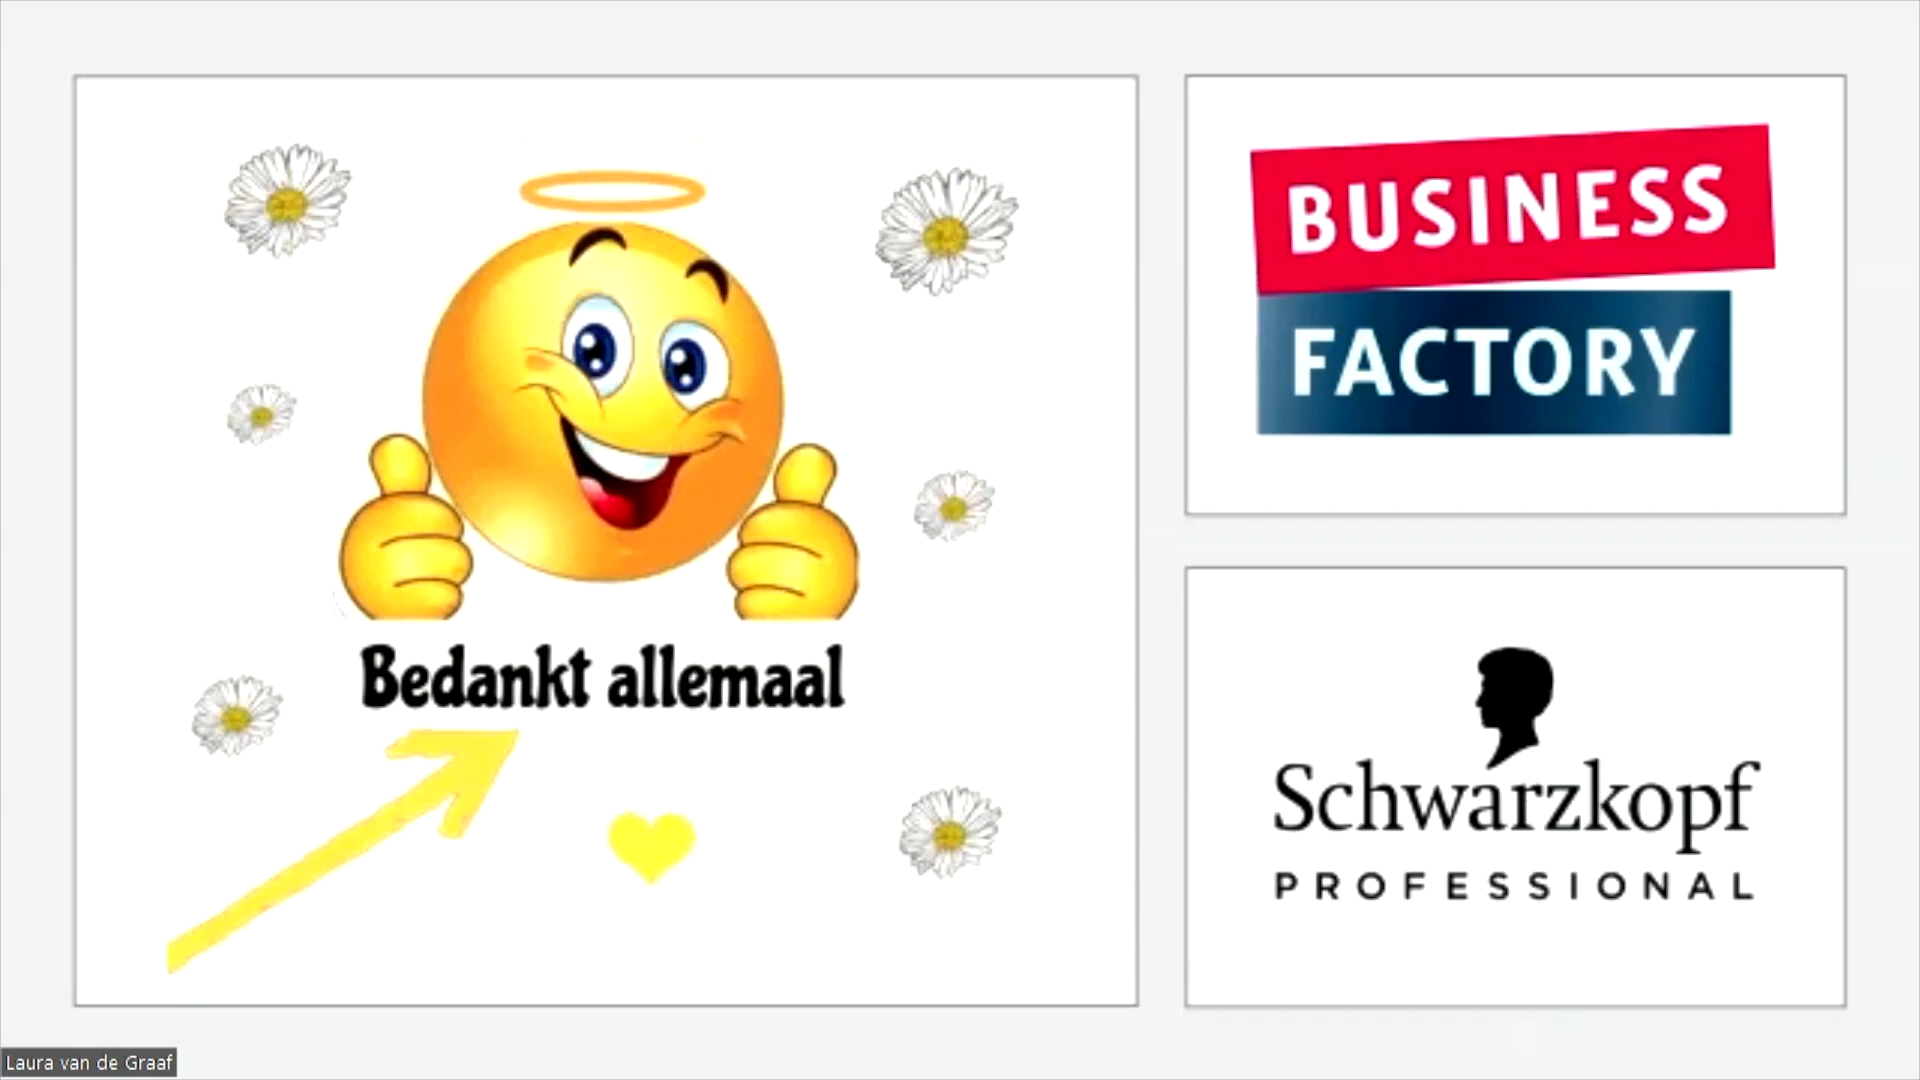 Bedankt allemaal
BUSINESS
FACTORY
Schwarzkopf
PROFESSIONAL
Laura van de Graaf